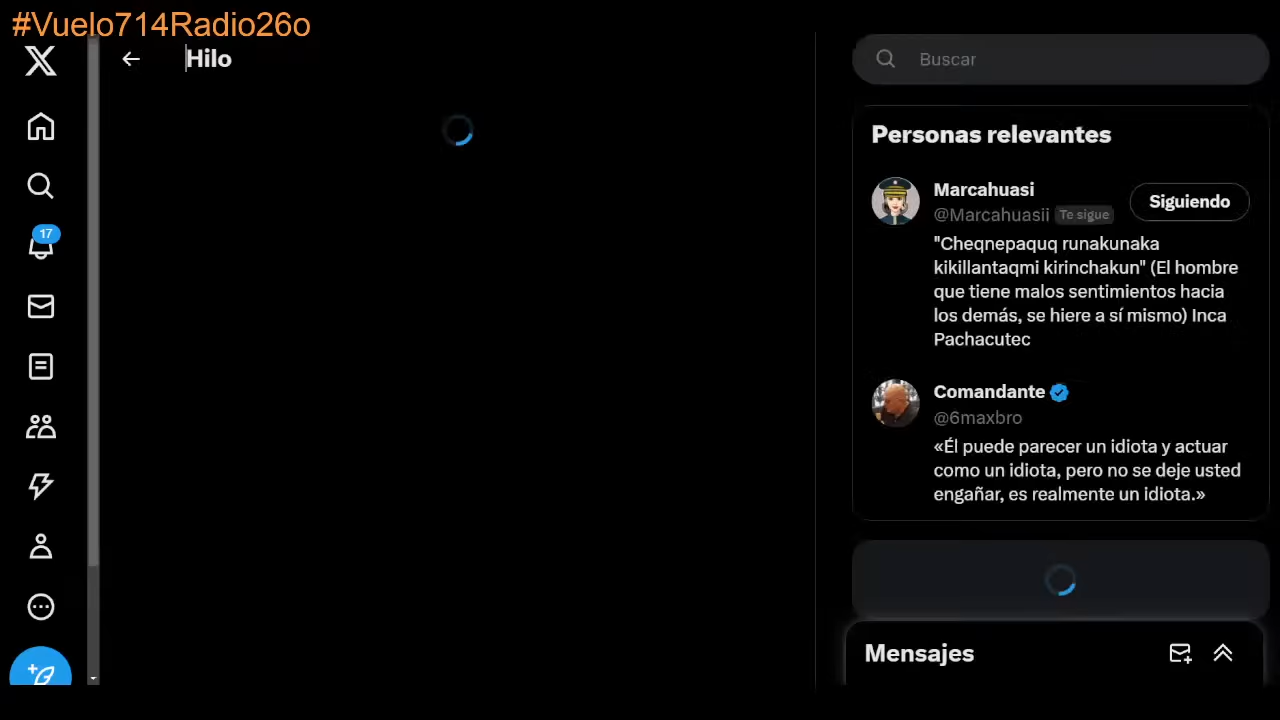 #Vuelo714Radio26o
Hilo
Buscar
17
Personas relevantes
Marcahuasi
@Marcahuasii Te sigue
Siguiendo
"Cheqnepaquq runakunaka
kikillantaqmi kirinchakun" (El hombre
que tiene malos sentimientos hacia
los demás, se hiere a sí mismo) Inca
Pachacutec
Comandante
@6maxbro
«Él puede parecer un idiota y actuar
como un idiota, pero no se deje usted
engañar, es realmente un idiota.»
Mensajes